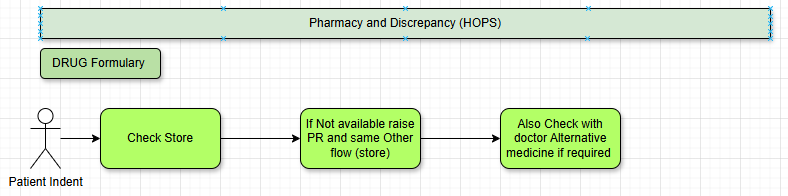 Pharmacy and Discrepancy (HOPS)
DRUG Formulary
Check Store
If Not available raise
PR and same Other
flow (store)
Also Check with
doctor Alternative
medicine if required
Patient Indent